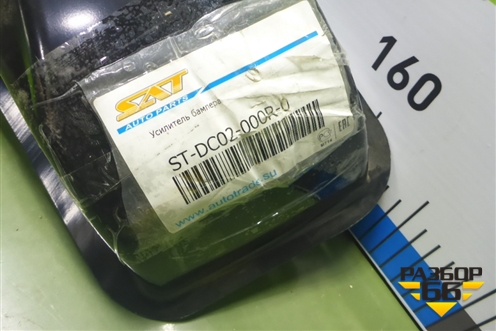 SAT
AUTO PARTS
Усилитель бампера
ST-DC02-000R-0
www.autotrade.su
160
РАЗБОР
66